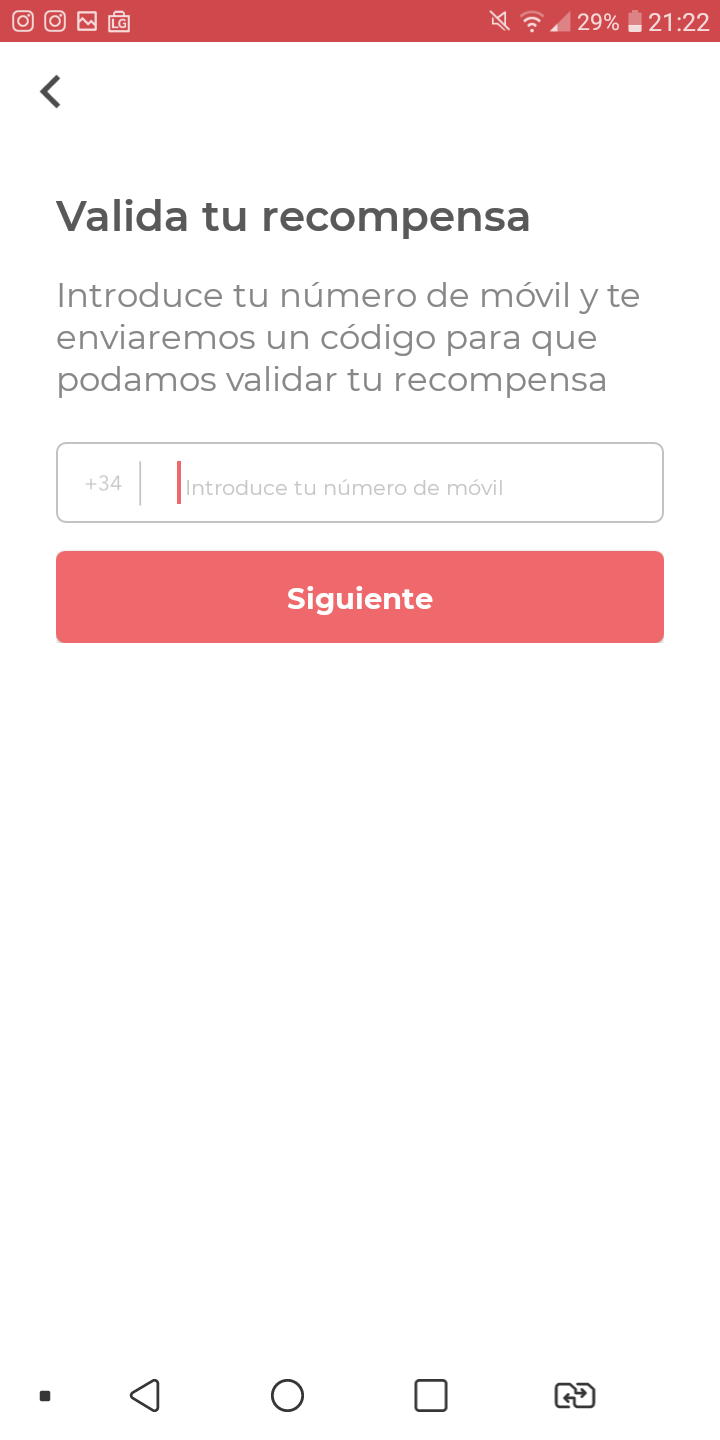 LG 29% 21:22
Valida tu recompensa
Introduce tu número de móvil y te
enviaremos un código para que
podamos validar tu recompensa
+34 Introduce tu número de móvil
Siguiente